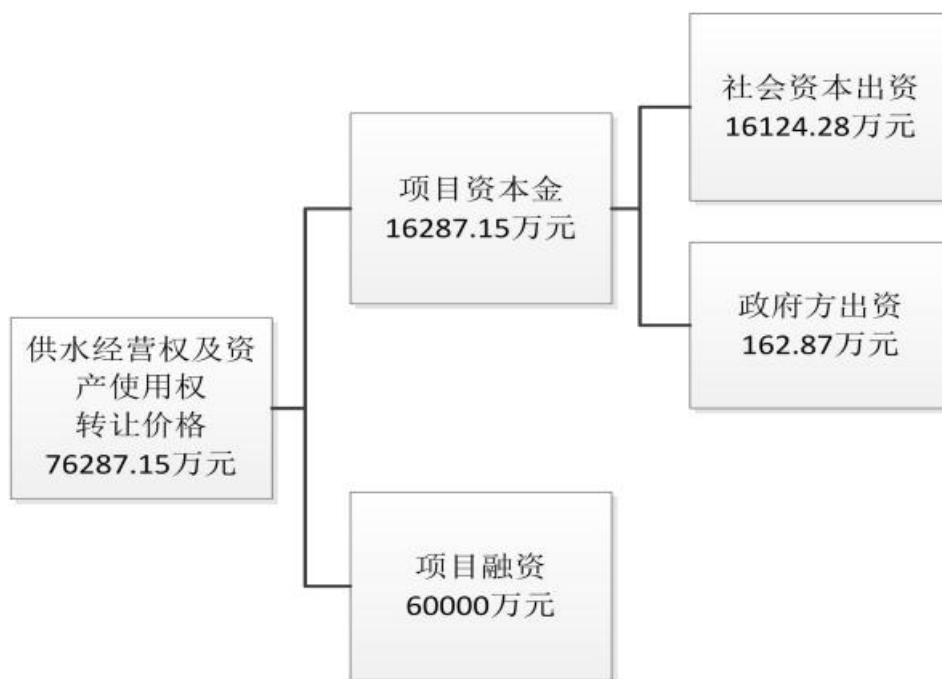 社会资本出资
16124.28万元
项目资本金
16287.15万元
政府方出资
162.87万元
供水经营权及资
产使用权
转让价格
76287.15万元
项目融资
60000万元